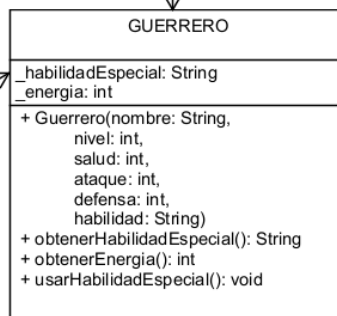 GUERRERO
_habilidadEspecial: String
_energia: int
+ Guerrero(nombre: String,
nivel: int,
salud: int,
ataque: int,
defensa: int,
habilidad: String)
+ obtenerHabilidadEspecial(): String
+ obtenerEnergia(): int
+ usarHabilidadEspecial(): void